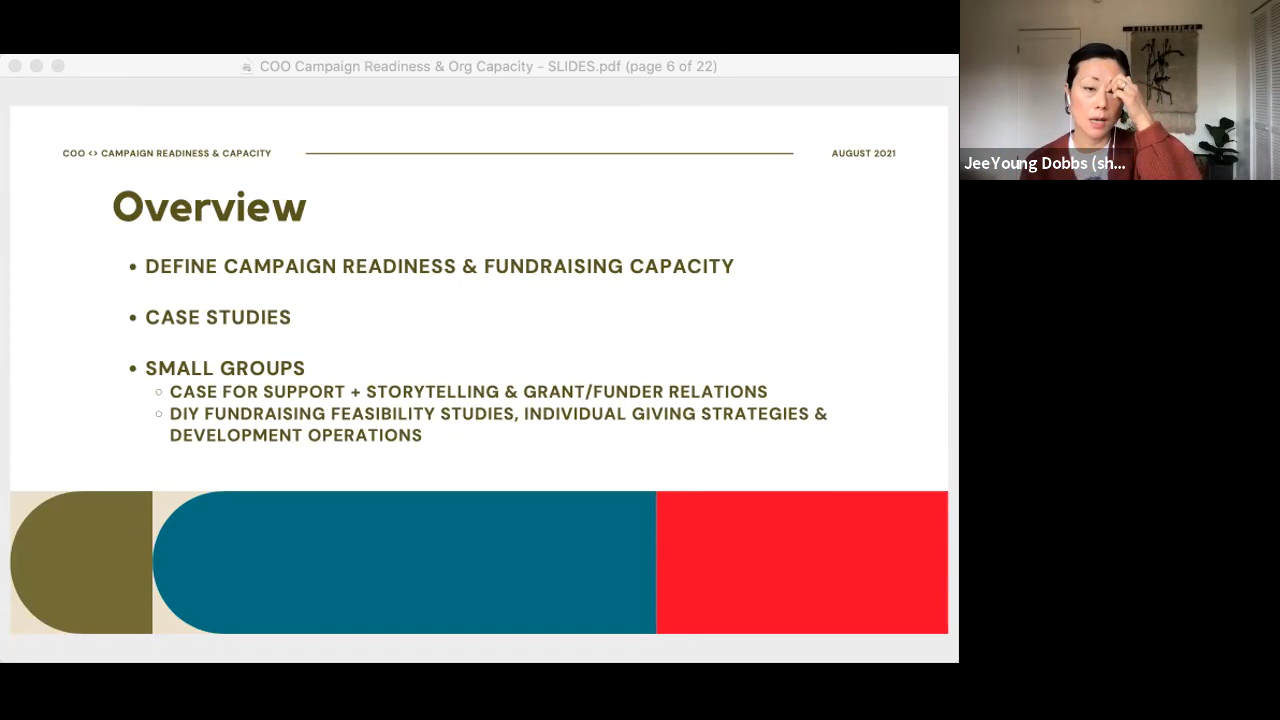 COO Campaign Readiness & Org Capacity - SLIDES.pdf (page 6 of 22)
COO <> CAMPAIGN READINESS & CAPACITY
AUGUST 2021
Overview
• DEFINE CAMPAIGN READINESS & FUNDRAISING CAPACITY
• CASE STUDIES
• SMALL GROUPS
○ CASE FOR SUPPORT + STORYTELLING & GRANT/FUNDER RELATIONS
○ DIY FUNDRAISING FEASIBILITY STUDIES, INDIVIDUAL GIVING STRATEGIES &
DEVELOPMENT OPERATIONS
JeeYoung Dobbs (sh...